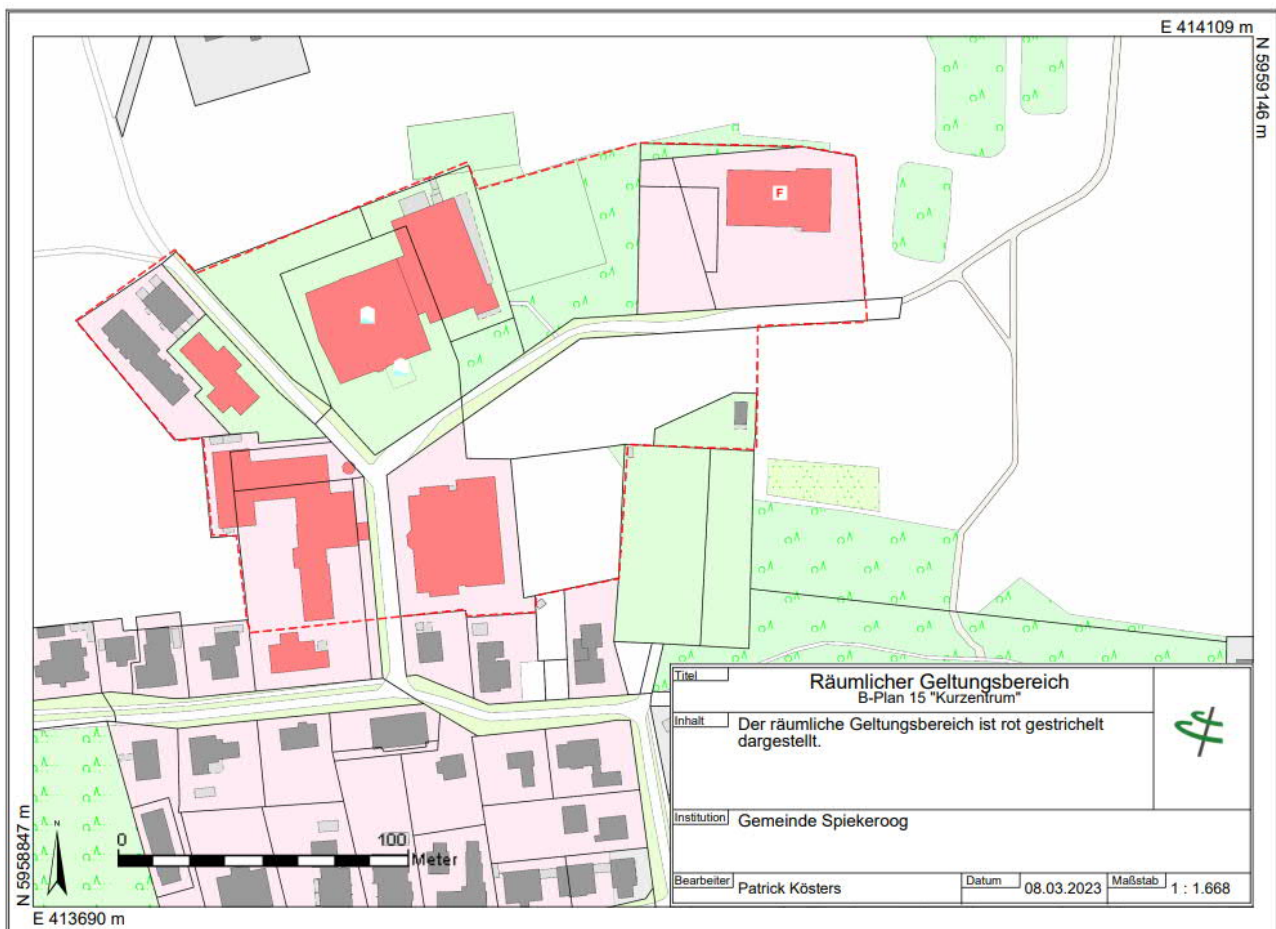 E 414109 m
N 5959146 m
F
Titel
Räumlicher Geltungsbereich
B-Plan 15 "Kurzentrum"
Inhalt
Der räumliche Geltungsbereich ist rot gestrichelt
dargestellt.
Institution
Gemeinde Spiekeroog
Bearbeiter
Patrick Kösters
Datum
08.03.2023
Maßstab
1 : 1.668
N
0
100
Meter
N 5958847 m
E 413690 m